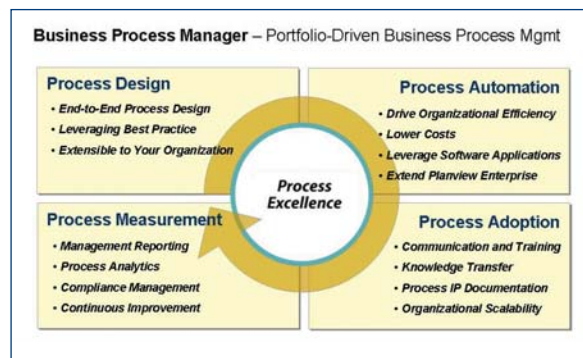 Business Process Manager – Portfolio-Driven Business Process Mgmt
Process Design
• End-to-End Process Design
• Leveraging Best Practice
• Extensible to Your Organization
Process Automation
• Drive Organizational Efficiency
• Lower Costs
• Leverage Software Applications
• Extend Planview Enterprise
Process
Excellence
Process Measurement
• Management Reporting
• Process Analytics
• Compliance Management
• Continuous Improvement
Process Adoption
• Communication and Training
• Knowledge Transfer
• Process IP Documentation
• Organizational Scalability